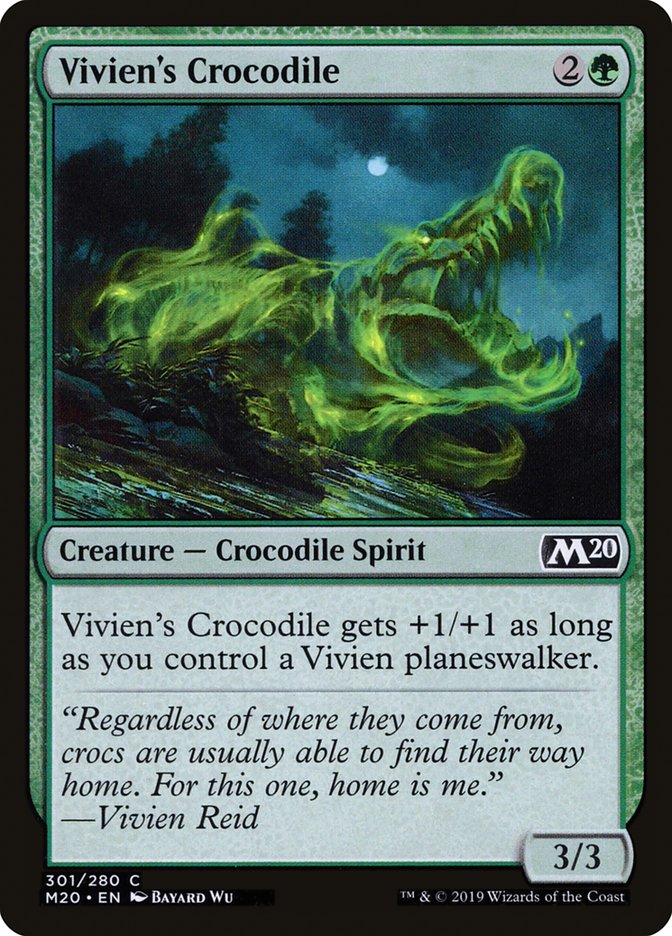 Vivien's Crocodile 2
Creature — Crocodile Spirit M20
Vivien's Crocodile gets +1/+1 as long
as you control a Vivien planeswalker.
“Regardless of where they come from,
crocs are usually able to find their way
home. For this one, home is me.”
—Vivien Reid
3/3
301/280 C
M20 • EN Bayard Wu
™ & © 2019 Wizards of the Coast